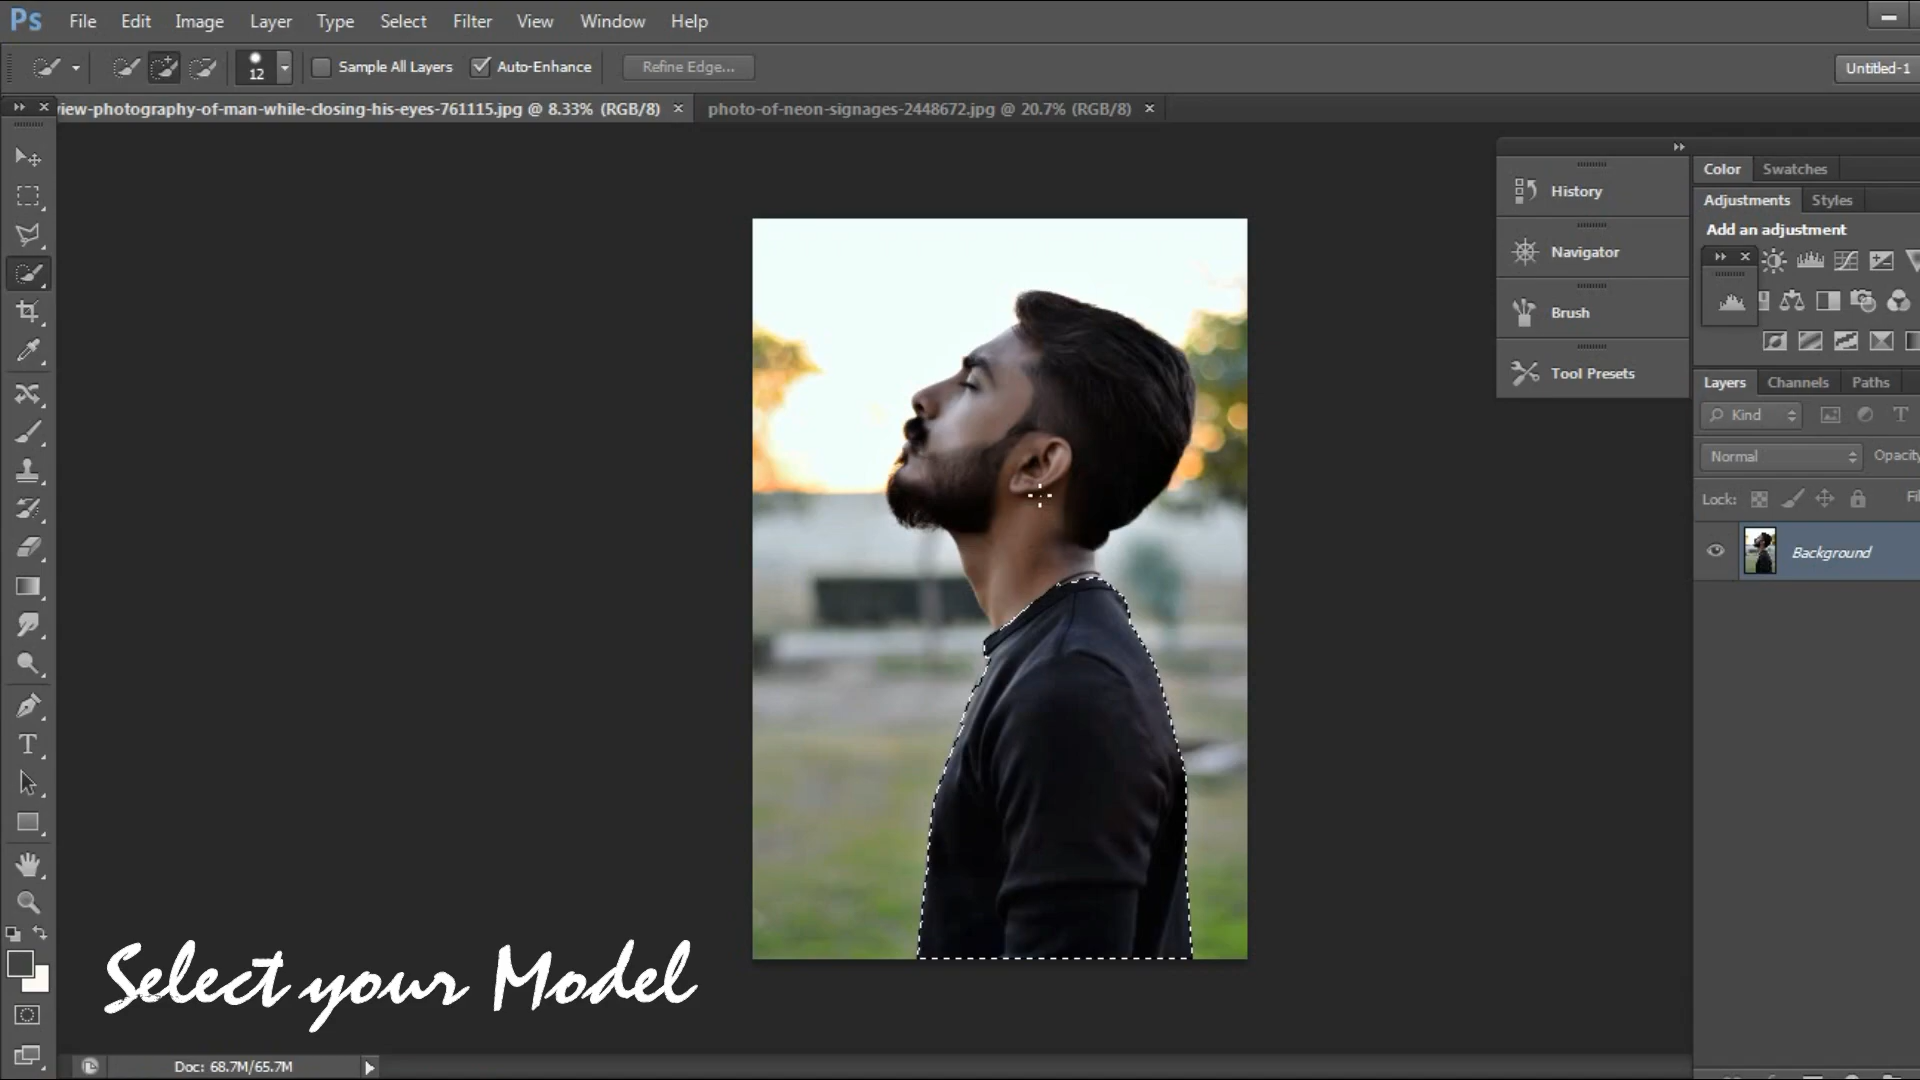 Ps File Edit Image Layer Type Select Filter View Window Help
12 Sample All Layers Auto-Enhance Refine Edge... Untitled-1
view-photography-of-man-while-closing-his-eyes-761115.jpg @ 8.33% (RGB/8) photo-of-neon-signages-2448672.jpg @ 20.7% (RGB/8)
Color Swatches
History
Adjustments Styles
Add an adjustment
Navigator
Brush
Tool Presets
Layers Channels Paths
Kind
Normal Opacity
Lock:
Background
Select your Model
Doc: 68.7M/65.7M